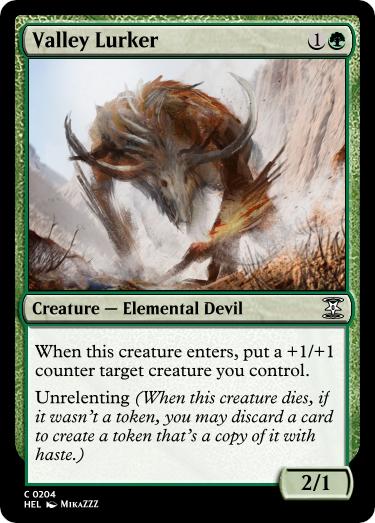 Valley Lurker 1
Creature — Elemental Devil
When this creature enters, put a +1/+1
counter target creature you control.
Unrelenting (When this creature dies, if
it wasn't a token, you may discard a card
to create a token that's a copy of it with
haste.)
2/1
C 0204
HEL MIKAZZZ